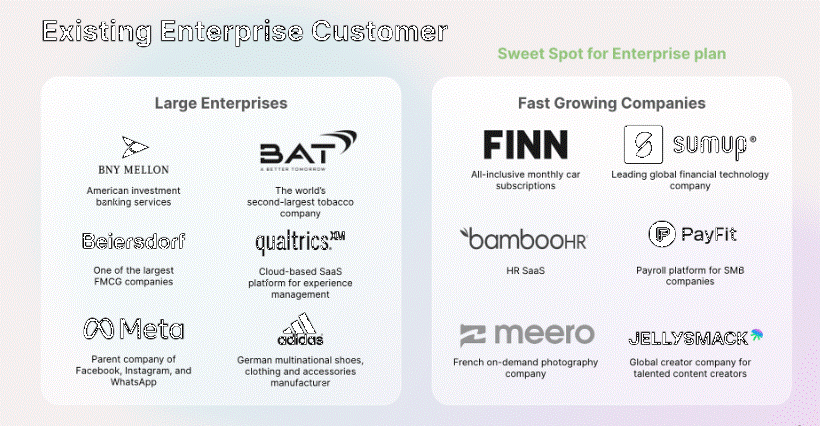 Existing Enterprise Customer
Sweet Spot for Enterprise plan
Large Enterprises
BNY MELLON
American investment
banking services
BAT
A BETTER TOMORROW
The world's
second-largest tobacco
company
Beiersdorf
One of the largest
FMCG companies
qualtrics.XM
Cloud-based SaaS
platform for experience
management
Meta
Parent company of
Facebook, Instagram, and
WhatsApp
adidas
German multinational shoes,
clothing and accessories
manufacturer
Fast Growing Companies
FINN
All-inclusive monthly car
subscriptions
sumup®
Leading global financial technology
company
bambooHR
HR SaaS
PayFit
Payroll platform for SMB
companies
meero
French on-demand photography
company
JELLYSMACK
Global creator company for
talented content creators